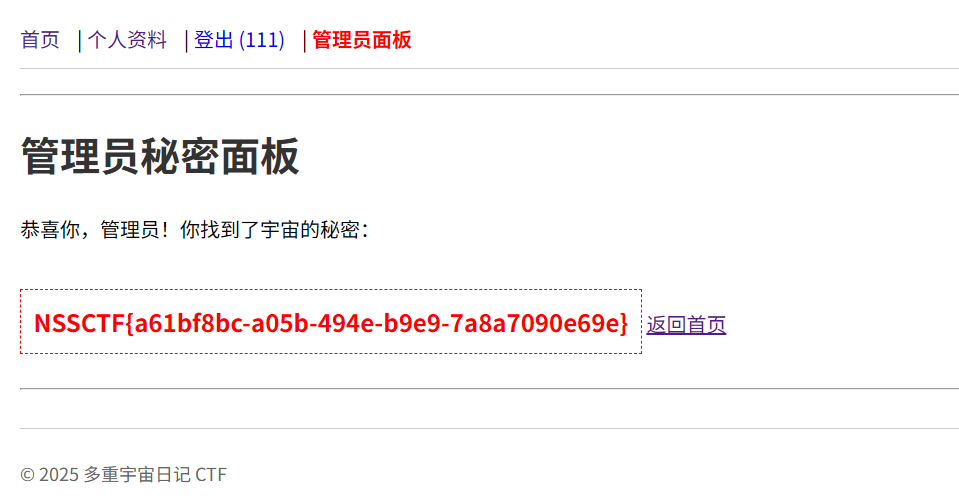 首页 | 个人资料 | 登出 (111) | 管理员面板
管理员秘密面板
恭喜你，管理员！你找到了宇宙的秘密：
NSSCTF{a61bf8bc-a05b-494e-b9e9-7a8a7090e69e} 返回首页
© 2025 多重宇宙日记 CTF